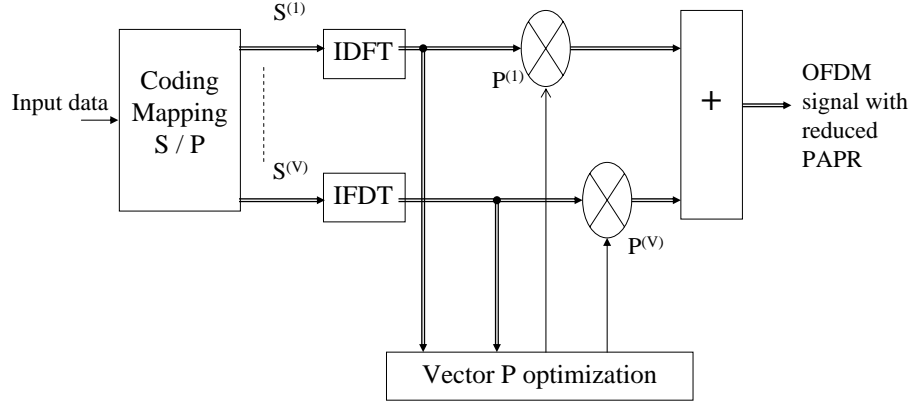 S(1)
IDFT
P(1)
Input data
Coding
Mapping
S / P
+
OFDM
signal with
reduced
PAPR
S(V)
IFDT
P(V)
Vector P optimization